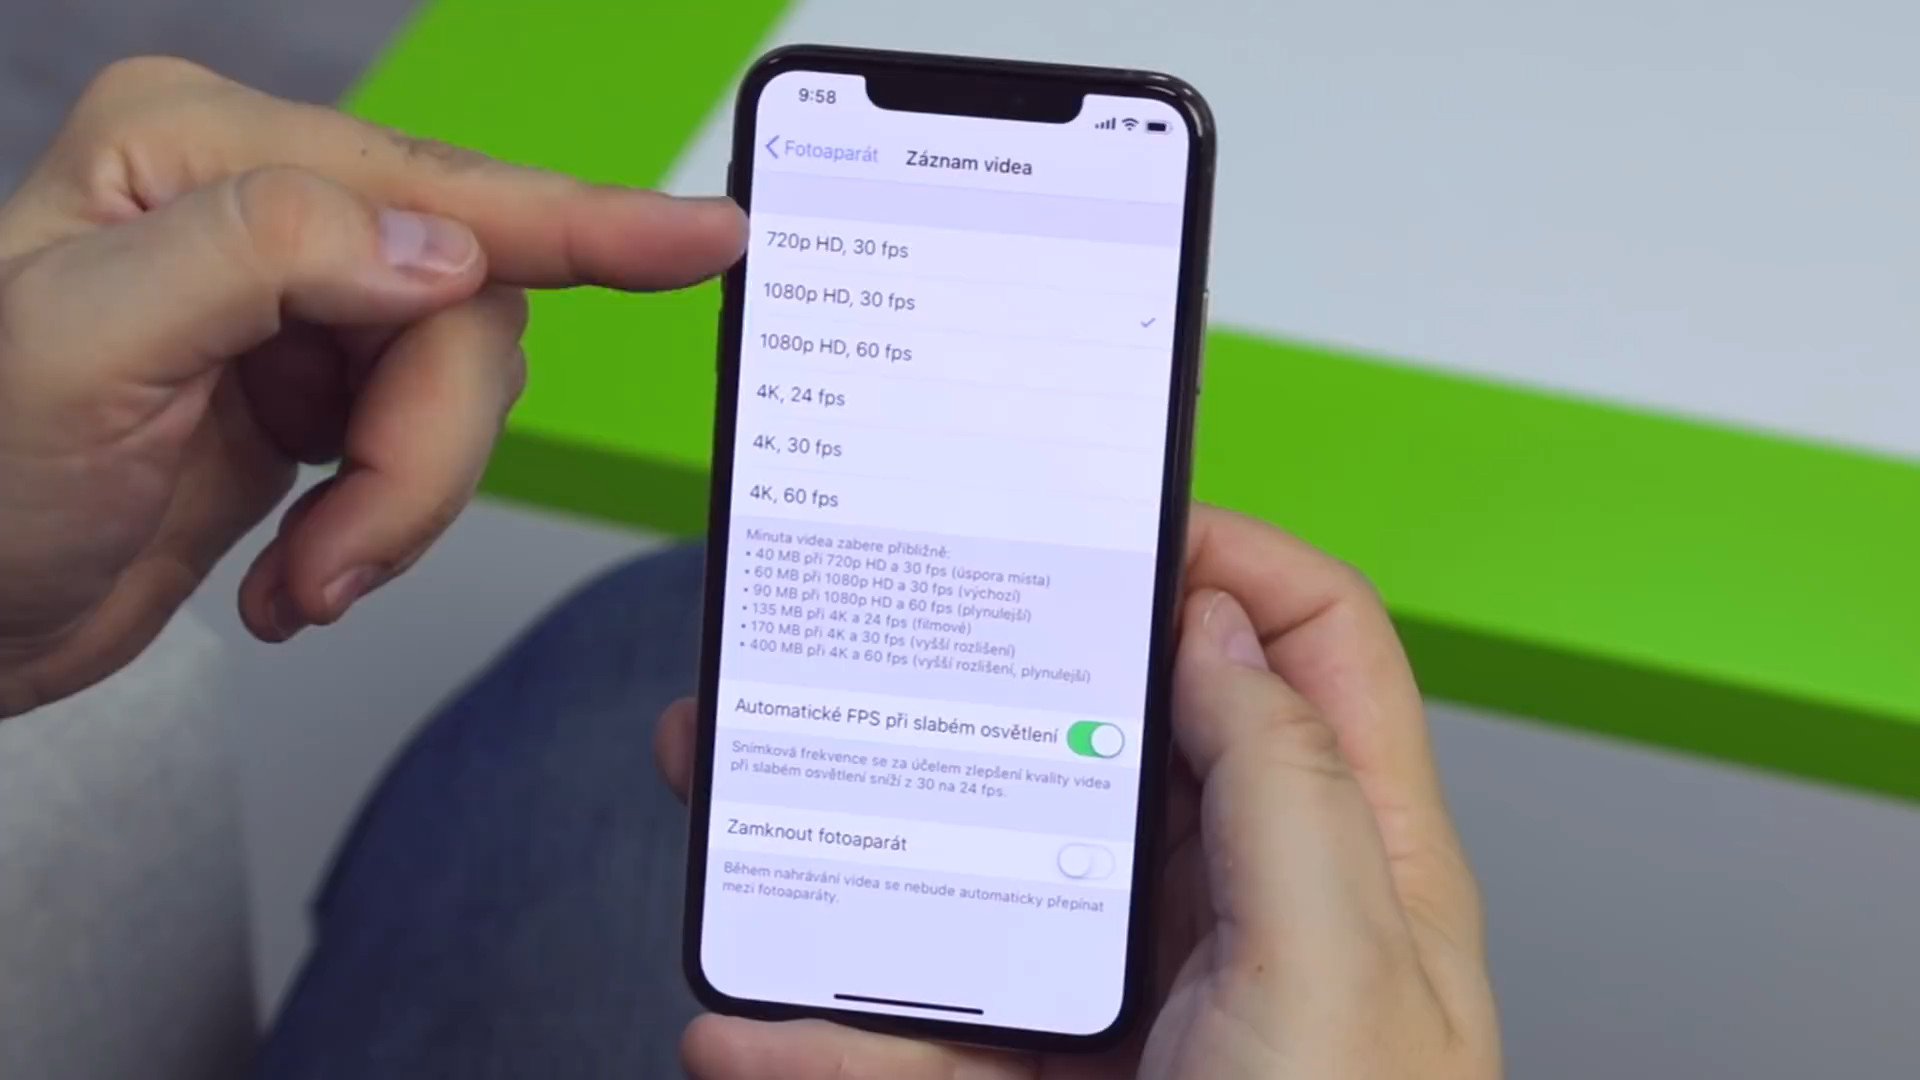 9:58
Fotoaparát
Záznam videa
720p HD, 30 fps
1080p HD, 30 fps
1080p HD, 60 fps
4K, 24 fps
4K, 30 fps
4K, 60 fps
Minuta videa zabere přibližně:
• 40 MB při 720p HD a 30 fps (úspora místa)
• 60 MB při 1080p HD a 30 fps (výchozí)
• 90 MB při 1080p HD a 60 fps (plynulejší)
• 135 MB při 4K a 24 fps (filmové)
• 170 MB při 4K a 30 fps (vyšší rozlišení)
• 400 MB při 4K a 60 fps (vyšší rozlišení, plynulejší)
Automatické FPS při slabém osvětlení
Snímková frekvence se za účelem zlepšení kvality videa
při slabém osvětlení sníží z 30 na 24 fps.
Zamknout fotoaparát
Během nahrávání videa se nebude automaticky přepínat
mezi fotoaparáty.